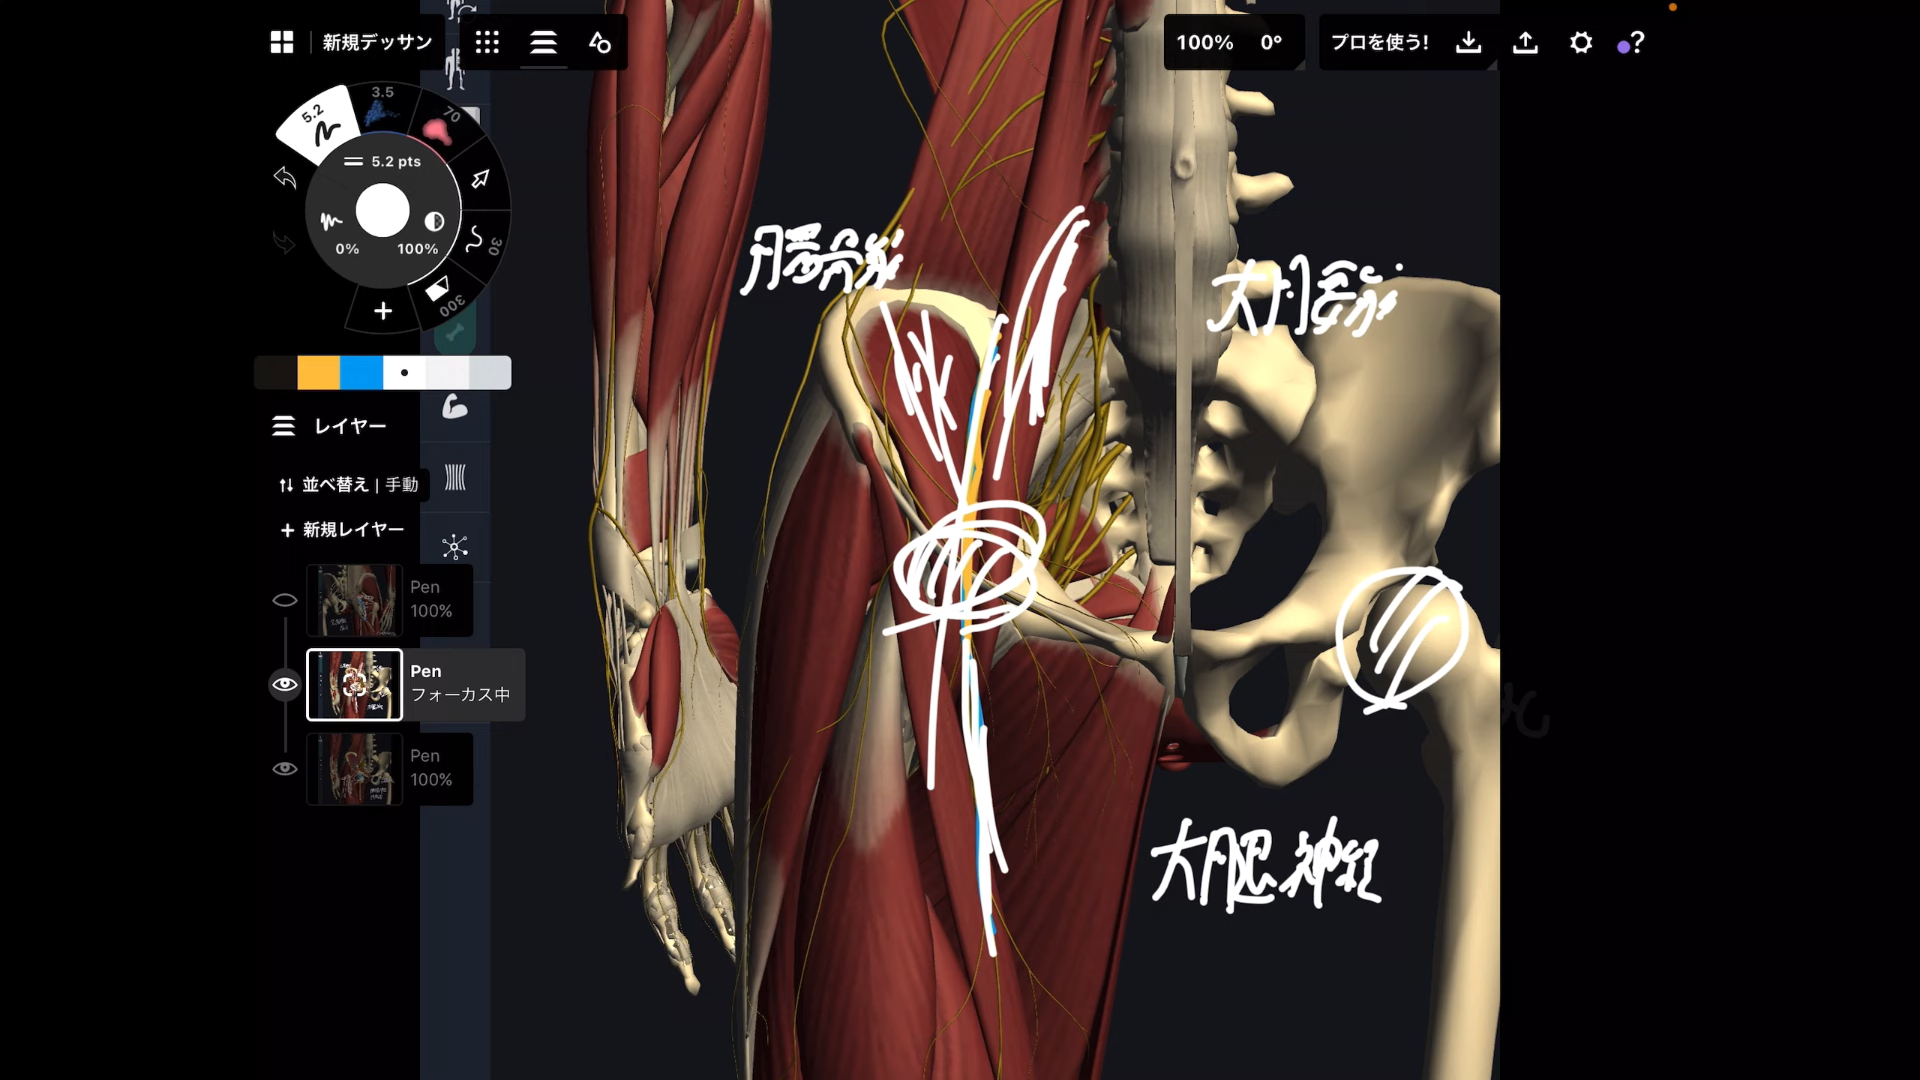 新規デッサン
100% 0°
プロを使う!
?
5.2
3.5
70
5.2 pts
0%
100%
30
300
+
レイヤー
並べ替え | 手動
+ 新規レイヤー
Pen
100%
Pen
フォーカス中
Pen
100%
腸骨筋
大腰筋
大腿神経